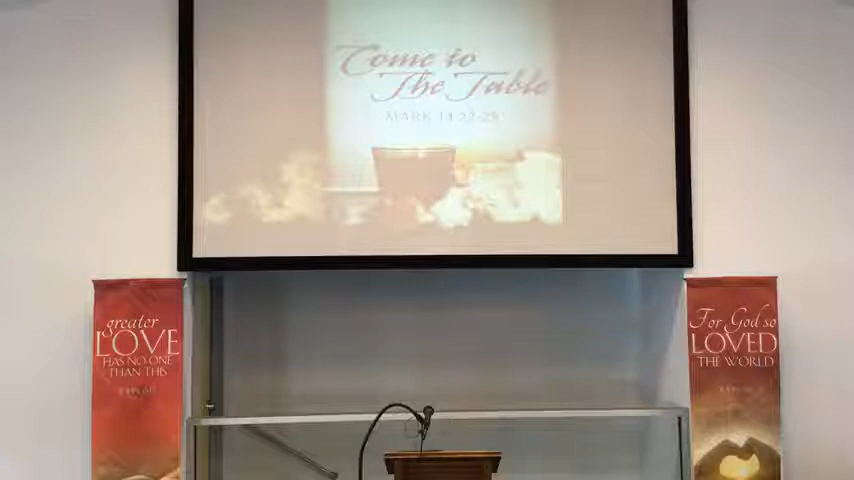 Come to
The Table
MARK 14:22-25
greater
LOVE
HAS NO ONE
THAN THIS
For God so
LOVED
THE WORLD